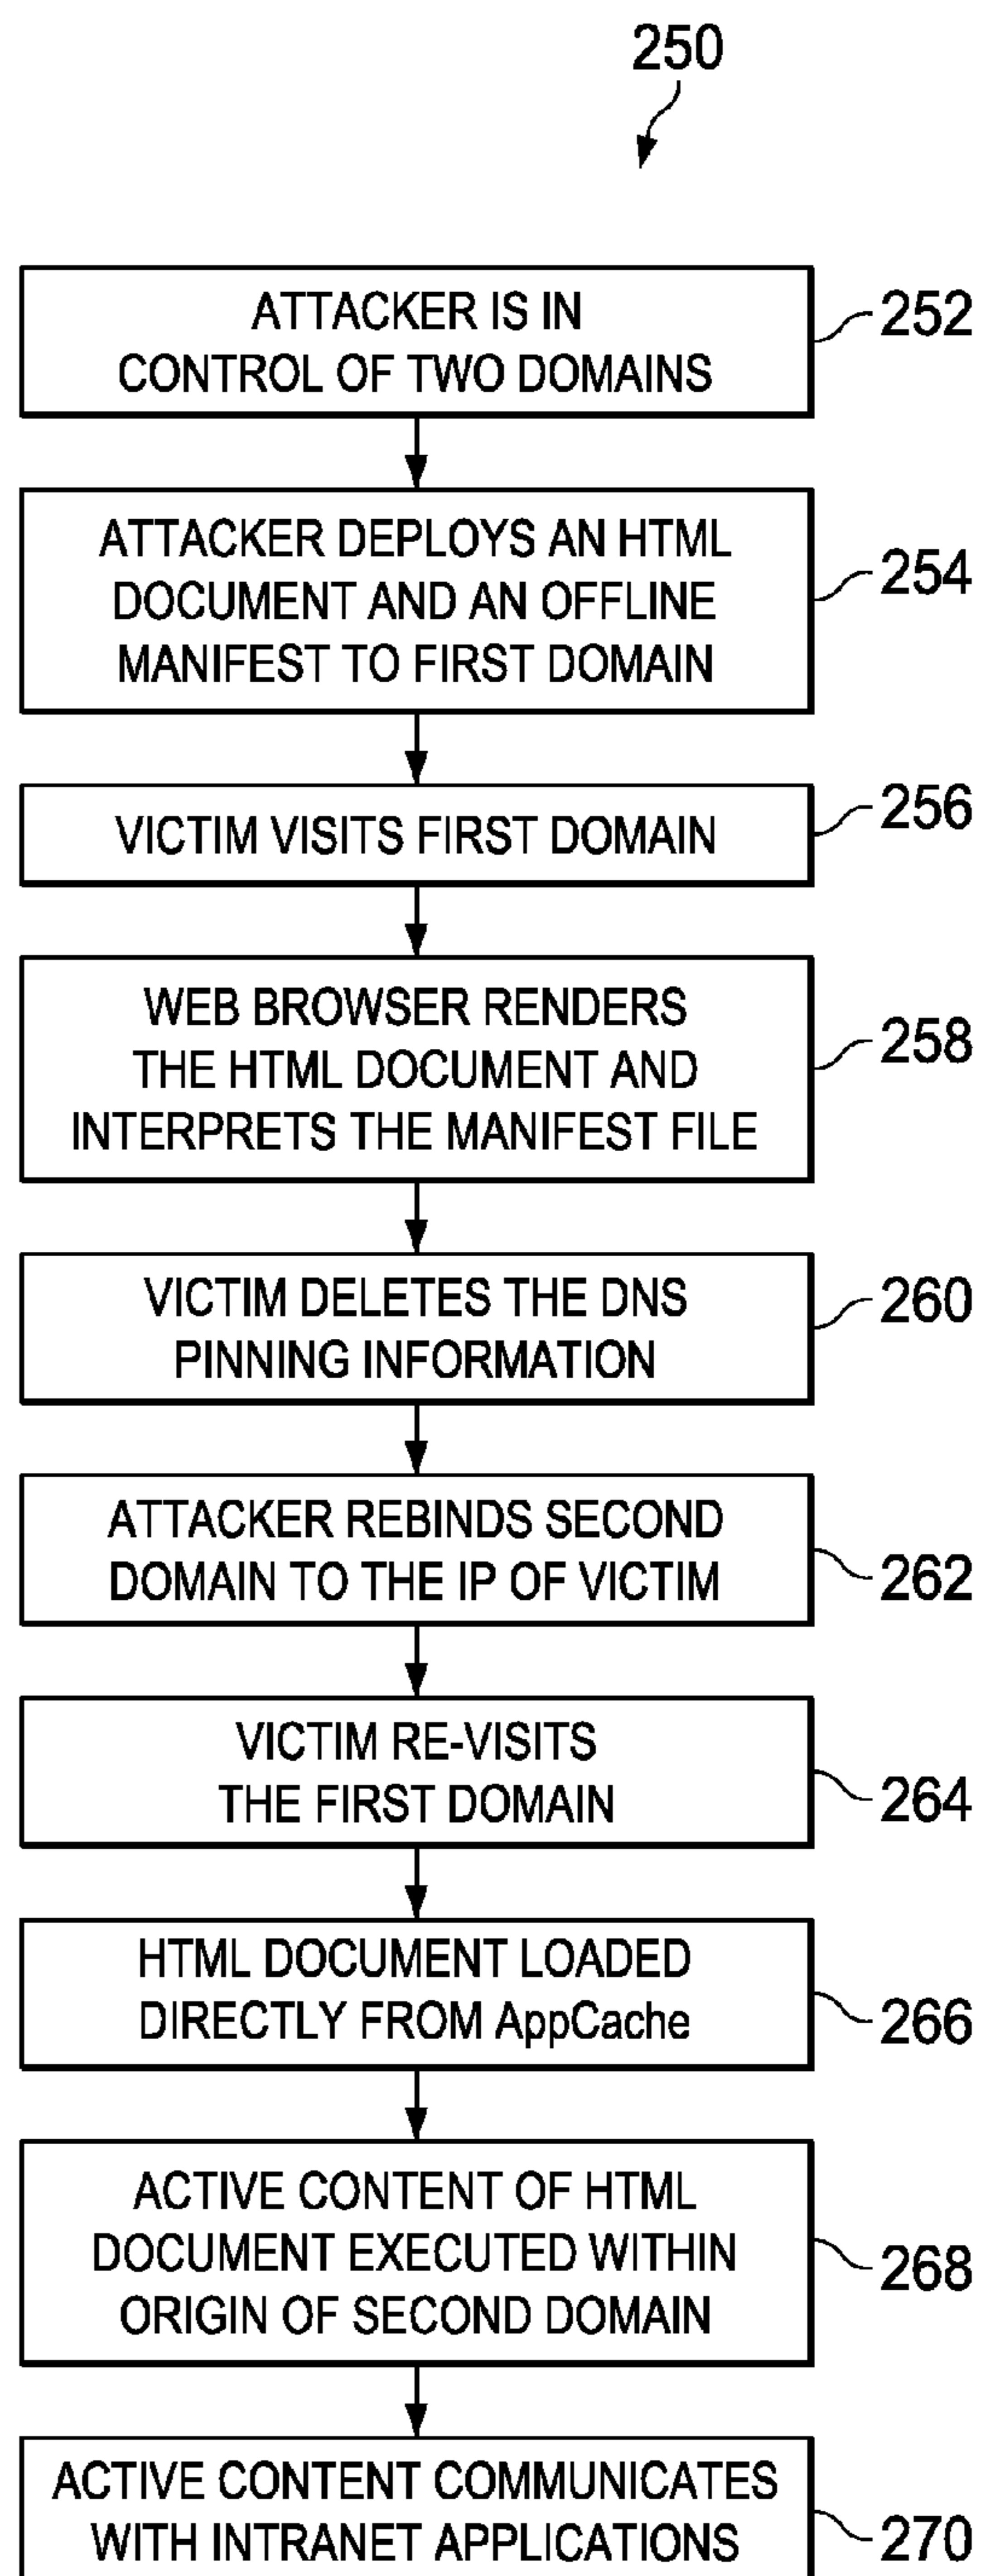 250
ATTACKER IS IN
CONTROL OF TWO DOMAINS
252
ATTACKER DEPLOYS AN HTML
DOCUMENT AND AN OFFLINE
MANIFEST TO FIRST DOMAIN
254
VICTIM VISITS FIRST DOMAIN
256
WEB BROWSER RENDERS
THE HTML DOCUMENT AND
INTERPRETS THE MANIFEST FILE
258
VICTIM DELETES THE DNS
PINNING INFORMATION
260
ATTACKER REBINDS SECOND
DOMAIN TO THE IP OF VICTIM
262
VICTIM RE-VISITS
THE FIRST DOMAIN
264
HTML DOCUMENT LOADED
DIRECTLY FROM AppCache
266
ACTIVE CONTENT OF HTML
DOCUMENT EXECUTED WITHIN
ORIGIN OF SECOND DOMAIN
268
ACTIVE CONTENT COMMUNICATES
WITH INTRANET APPLICATIONS
270